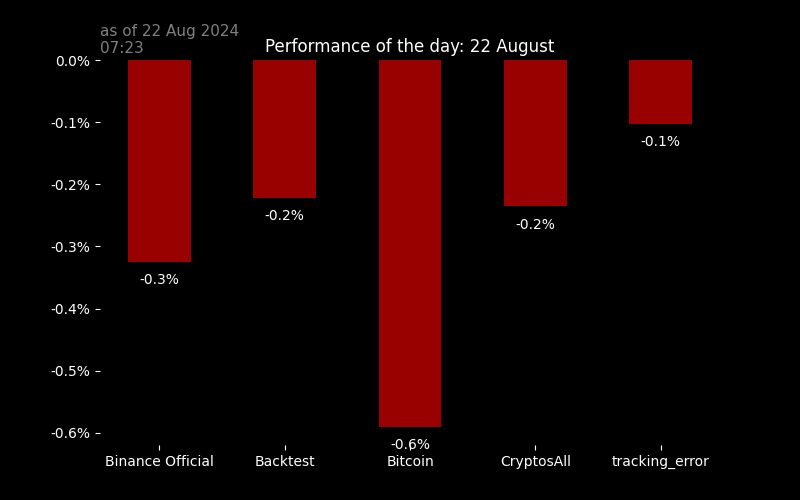 as of 22 Aug 2024
07:23
Performance of the day: 22 August
0.0%
-0.1%
-0.2%
-0.3%
-0.4%
-0.5%
-0.6%
-0.3%
-0.2%
-0.6%
-0.2%
-0.1%
Binance Official
Backtest
Bitcoin
CryptosAll
tracking_error